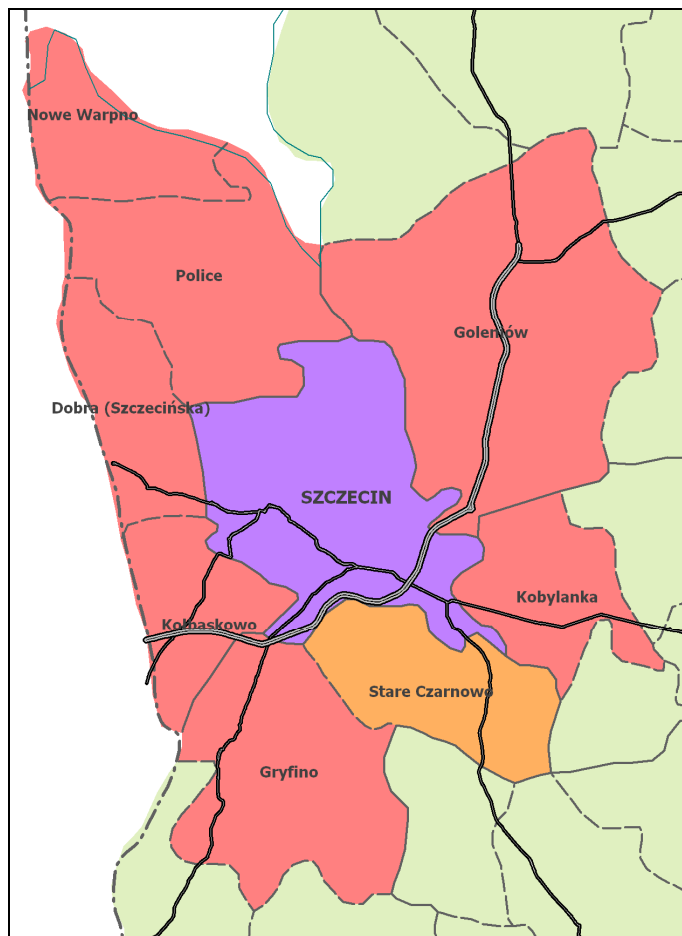 Nowe Warpno
Police
Goleniów
Dobra (Szczecińska)
SZCZECIN
Kobylanka
Kołbaskowo
Stare Czarnowo
Gryfino